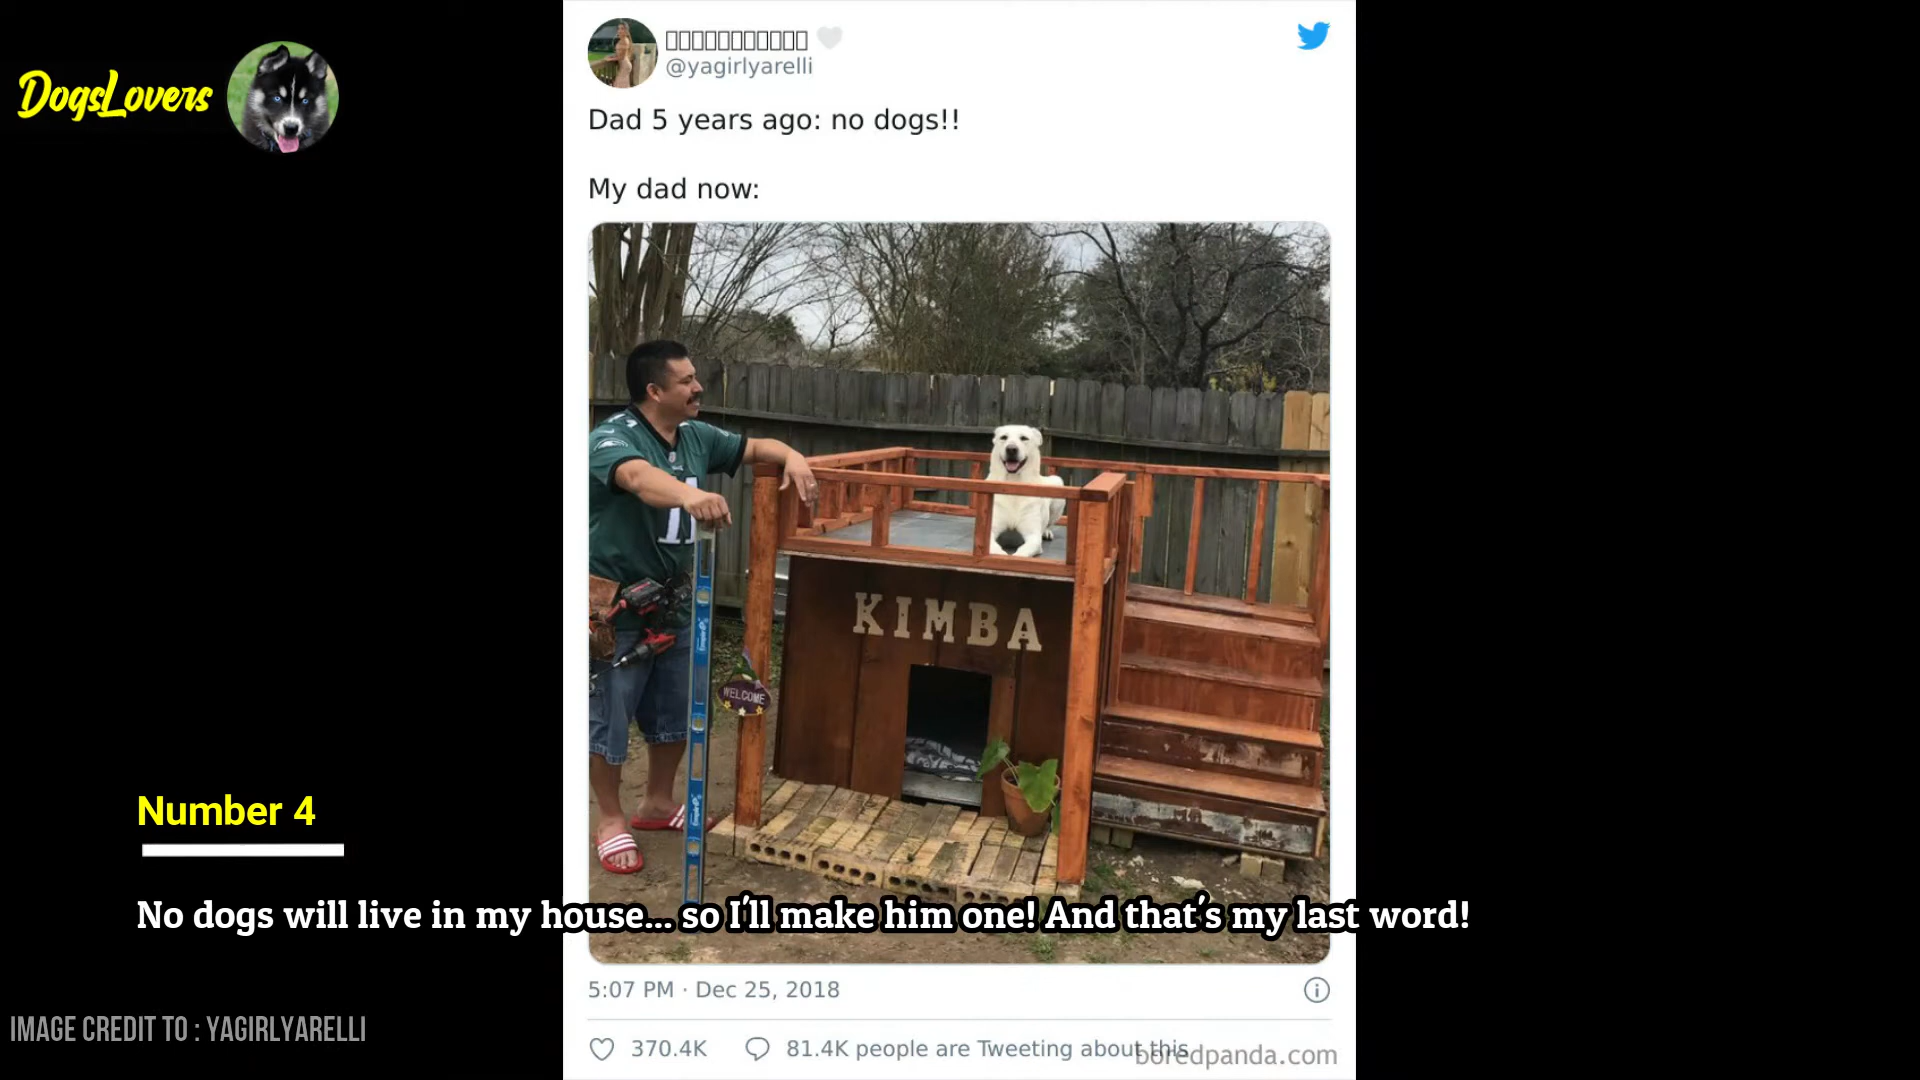 DogsLovers
@yagirlyarelli
Dad 5 years ago: no dogs!!
My dad now:
KIMBA
WELCOME
Number 4
No dogs will live in my house... so I'll make him one! And that's my last word!
5:07 PM · Dec 25, 2018
IMAGE CREDIT TO : YAGIRLYARELLI
370.4K
81.4K people are Tweeting about this
boredpanda.com